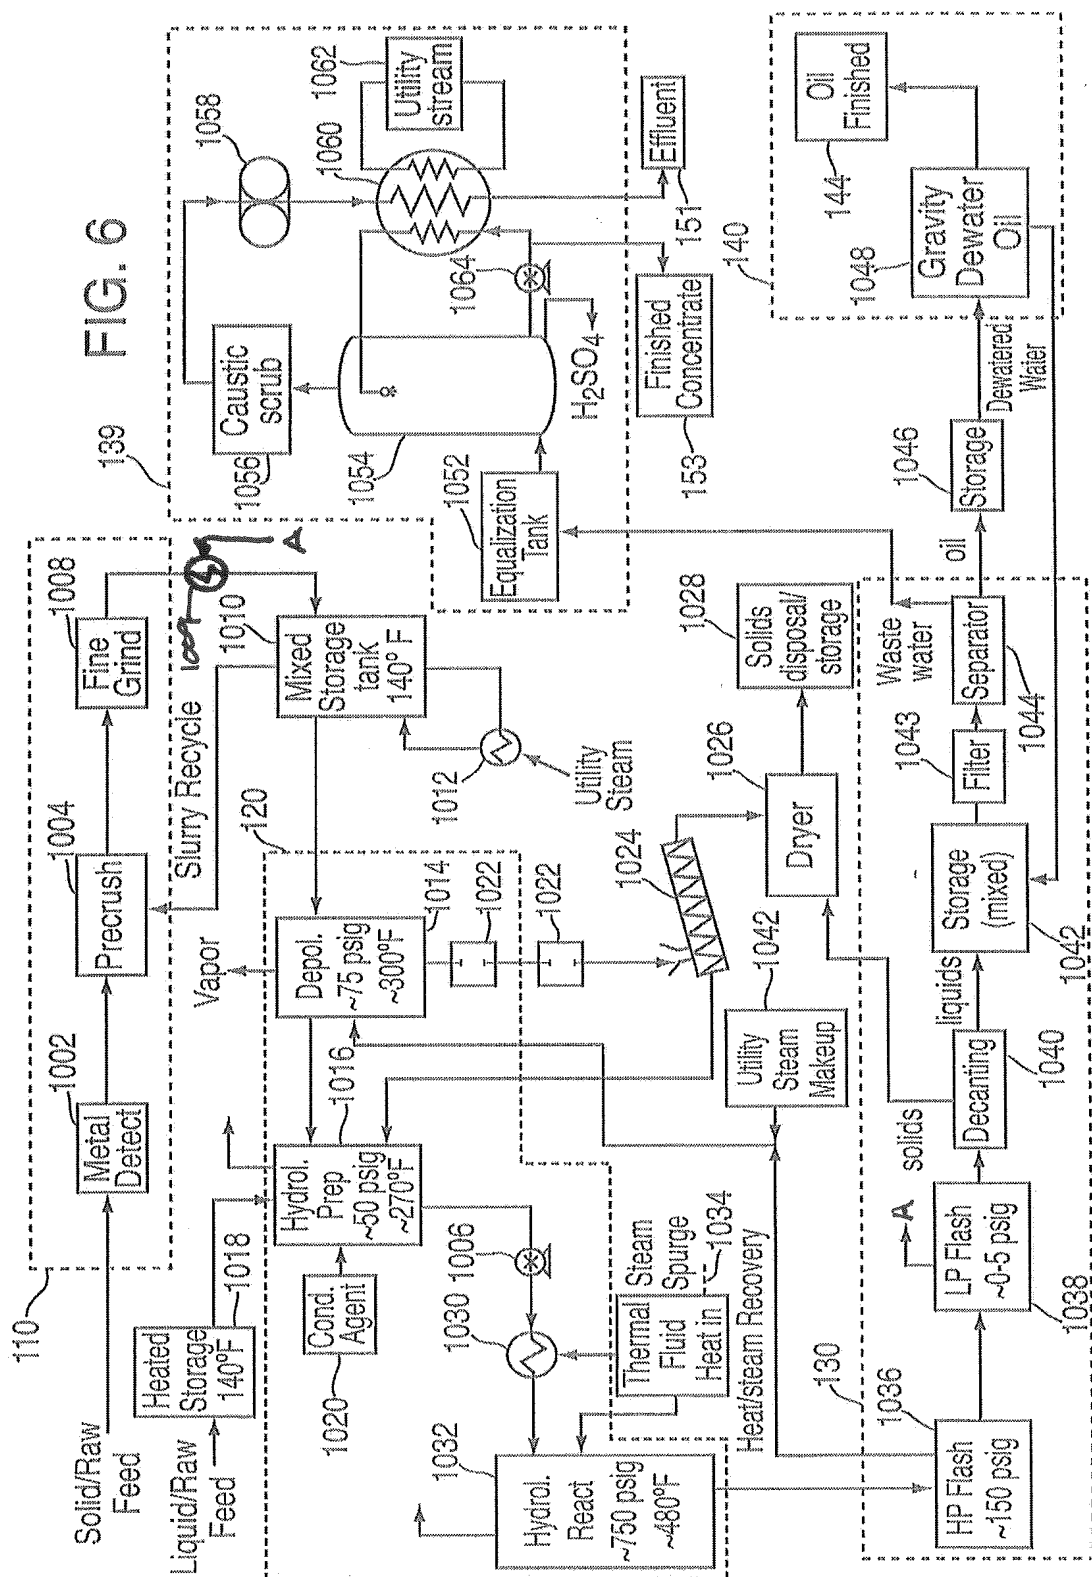 FIG. 6
110
Solid/Raw
Feed
1002
Metal
Detect
1004
Precrush
1008
Fine
Grind
1009
A
139
Slurry Recycle
1010
Mixed
Storage
tank
140° F
1012
Utility
Steam
Liquid/Raw
Feed
1018
Heated
Storage
140°F
Vapor
120
1016
Hydrol.
Prep
~50 psig
~270°F
1014
Depol.
~75 psig
~300°F
1022
1022
1020
Cond.
Agent
1006
1030
1024
1026
Dryer
1028
Solids
disposal/
storage
1032
Hydrol.
React
~750 psig
~480°F
Steam
Spurge
1034
Thermal
Fluid
Heat in
1042
Utility
Steam
Makeup
Heat/steam Recovery
1056
Caustic
scrub
1058
1054
1060
1062
Utility
stream
1064
1052
Equalization
Tank
H2SO4
153
Finished
Concentrate
151
Effluent
130
1036
HP Flash
~150 psig
A
LP Flash
~0-5 psig
1038
solids
Decanting
1040
liquids
Storage
(mixed)
1042
1043
Filter
Waste
water
Separator
1044
oil
1046
Storage
Dewatered
Water
140
1048
Gravity
Dewater
Oil
144
Oil
Finished